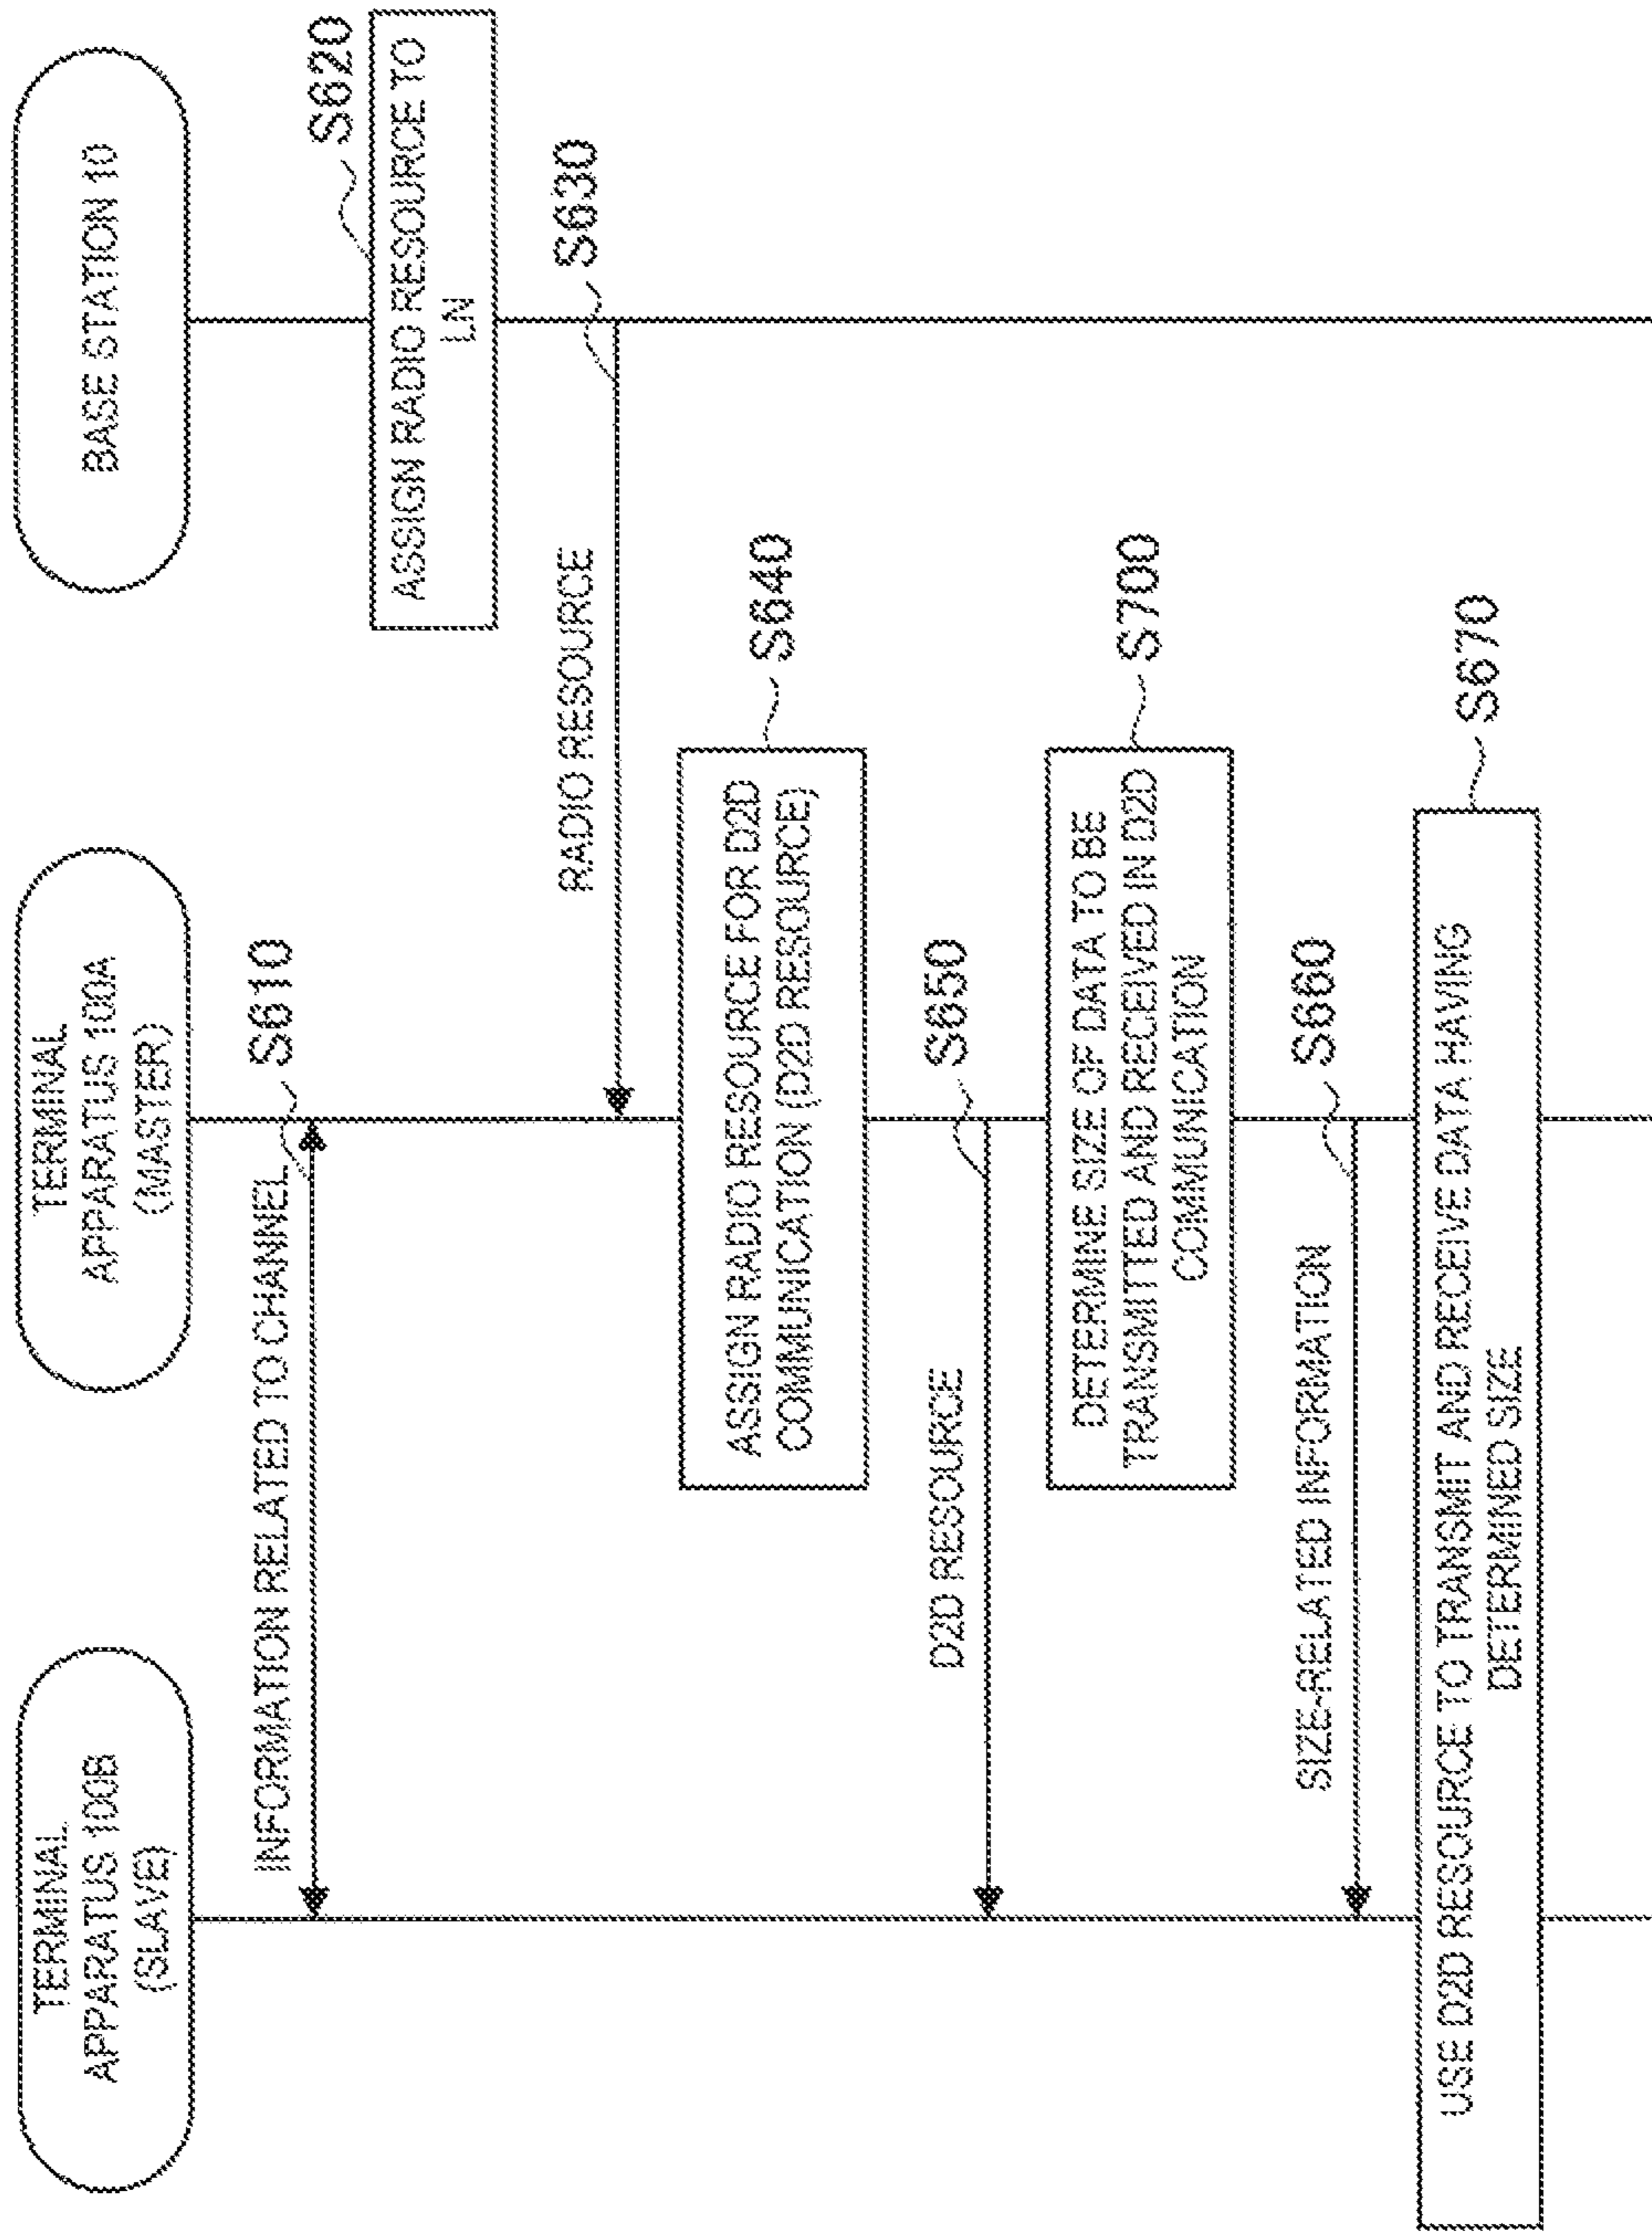 TERMINAL
APPARATUS 100B
(SLAVE)
TERMINAL
APPARATUS 100A
(MASTER)
BASE STATION 10
INFORMATION RELATED TO CHANNEL
S610
S620
ASSIGN RADIO RESOURCE TO
LN
RADIO RESOURCE
S630
ASSIGN RADIO RESOURCE FOR D2D
COMMUNICATION (D2D RESOURCE)
S640
D2D RESOURCE
S650
DETERMINE SIZE OF DATA TO BE
TRANSMITTED AND RECEIVED IN D2D
COMMUNICATION
S700
SIZE-RELATED INFORMATION
S660
USE D2D RESOURCE TO TRANSMIT AND RECEIVE DATA HAVING
DETERMINED SIZE
S670